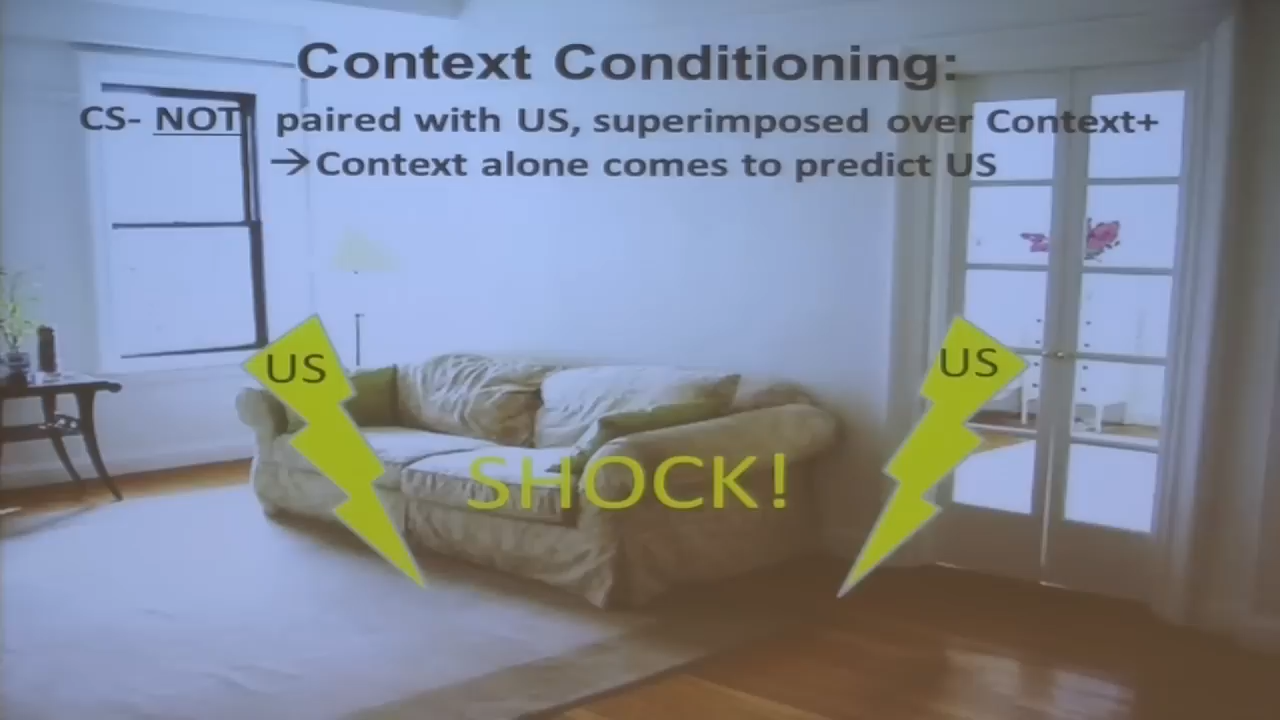 Context Conditioning:
CS- NOT paired with US, superimposed over Context+
→Context alone comes to predict US
US
US
SHOCK!